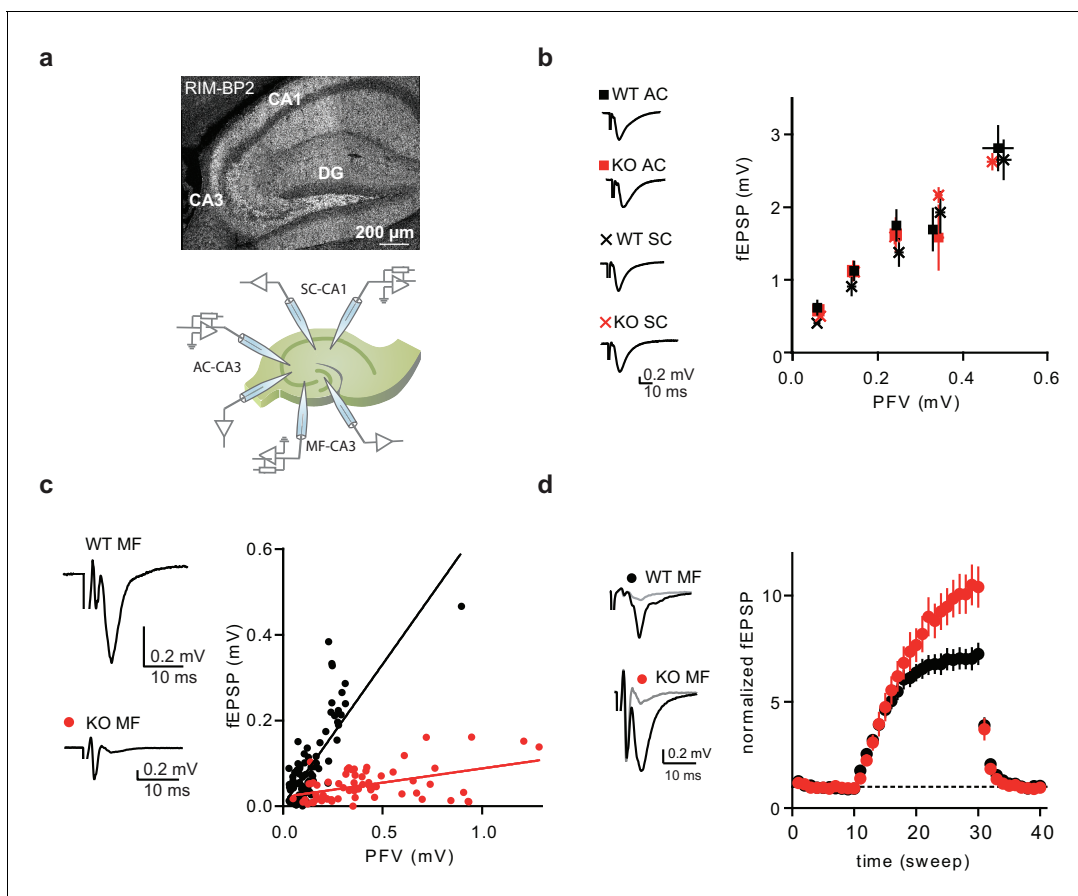 a
RIM-BP2
CA1
DG
CA3
200 µm
SC-CA1
AC-CA3
MF-CA3
b
WT AC
KO AC
WT SC
KO SC
0.2 mV
10 ms
fEPSP (mV)
3
2
1
0
0.0 0.2 0.4 0.6
PFV (mV)
c
WT MF
0.2 mV
10 ms
KO MF
0.2 mV
10 ms
fEPSP (mV)
0.6
0.4
0.2
0.0
0.0 0.5 1.0
PFV (mV)
d
WT MF
KO MF
0.2 mV
10 ms
normalized fEPSP
10
5
0
0 10 20 30 40
time (sweep)